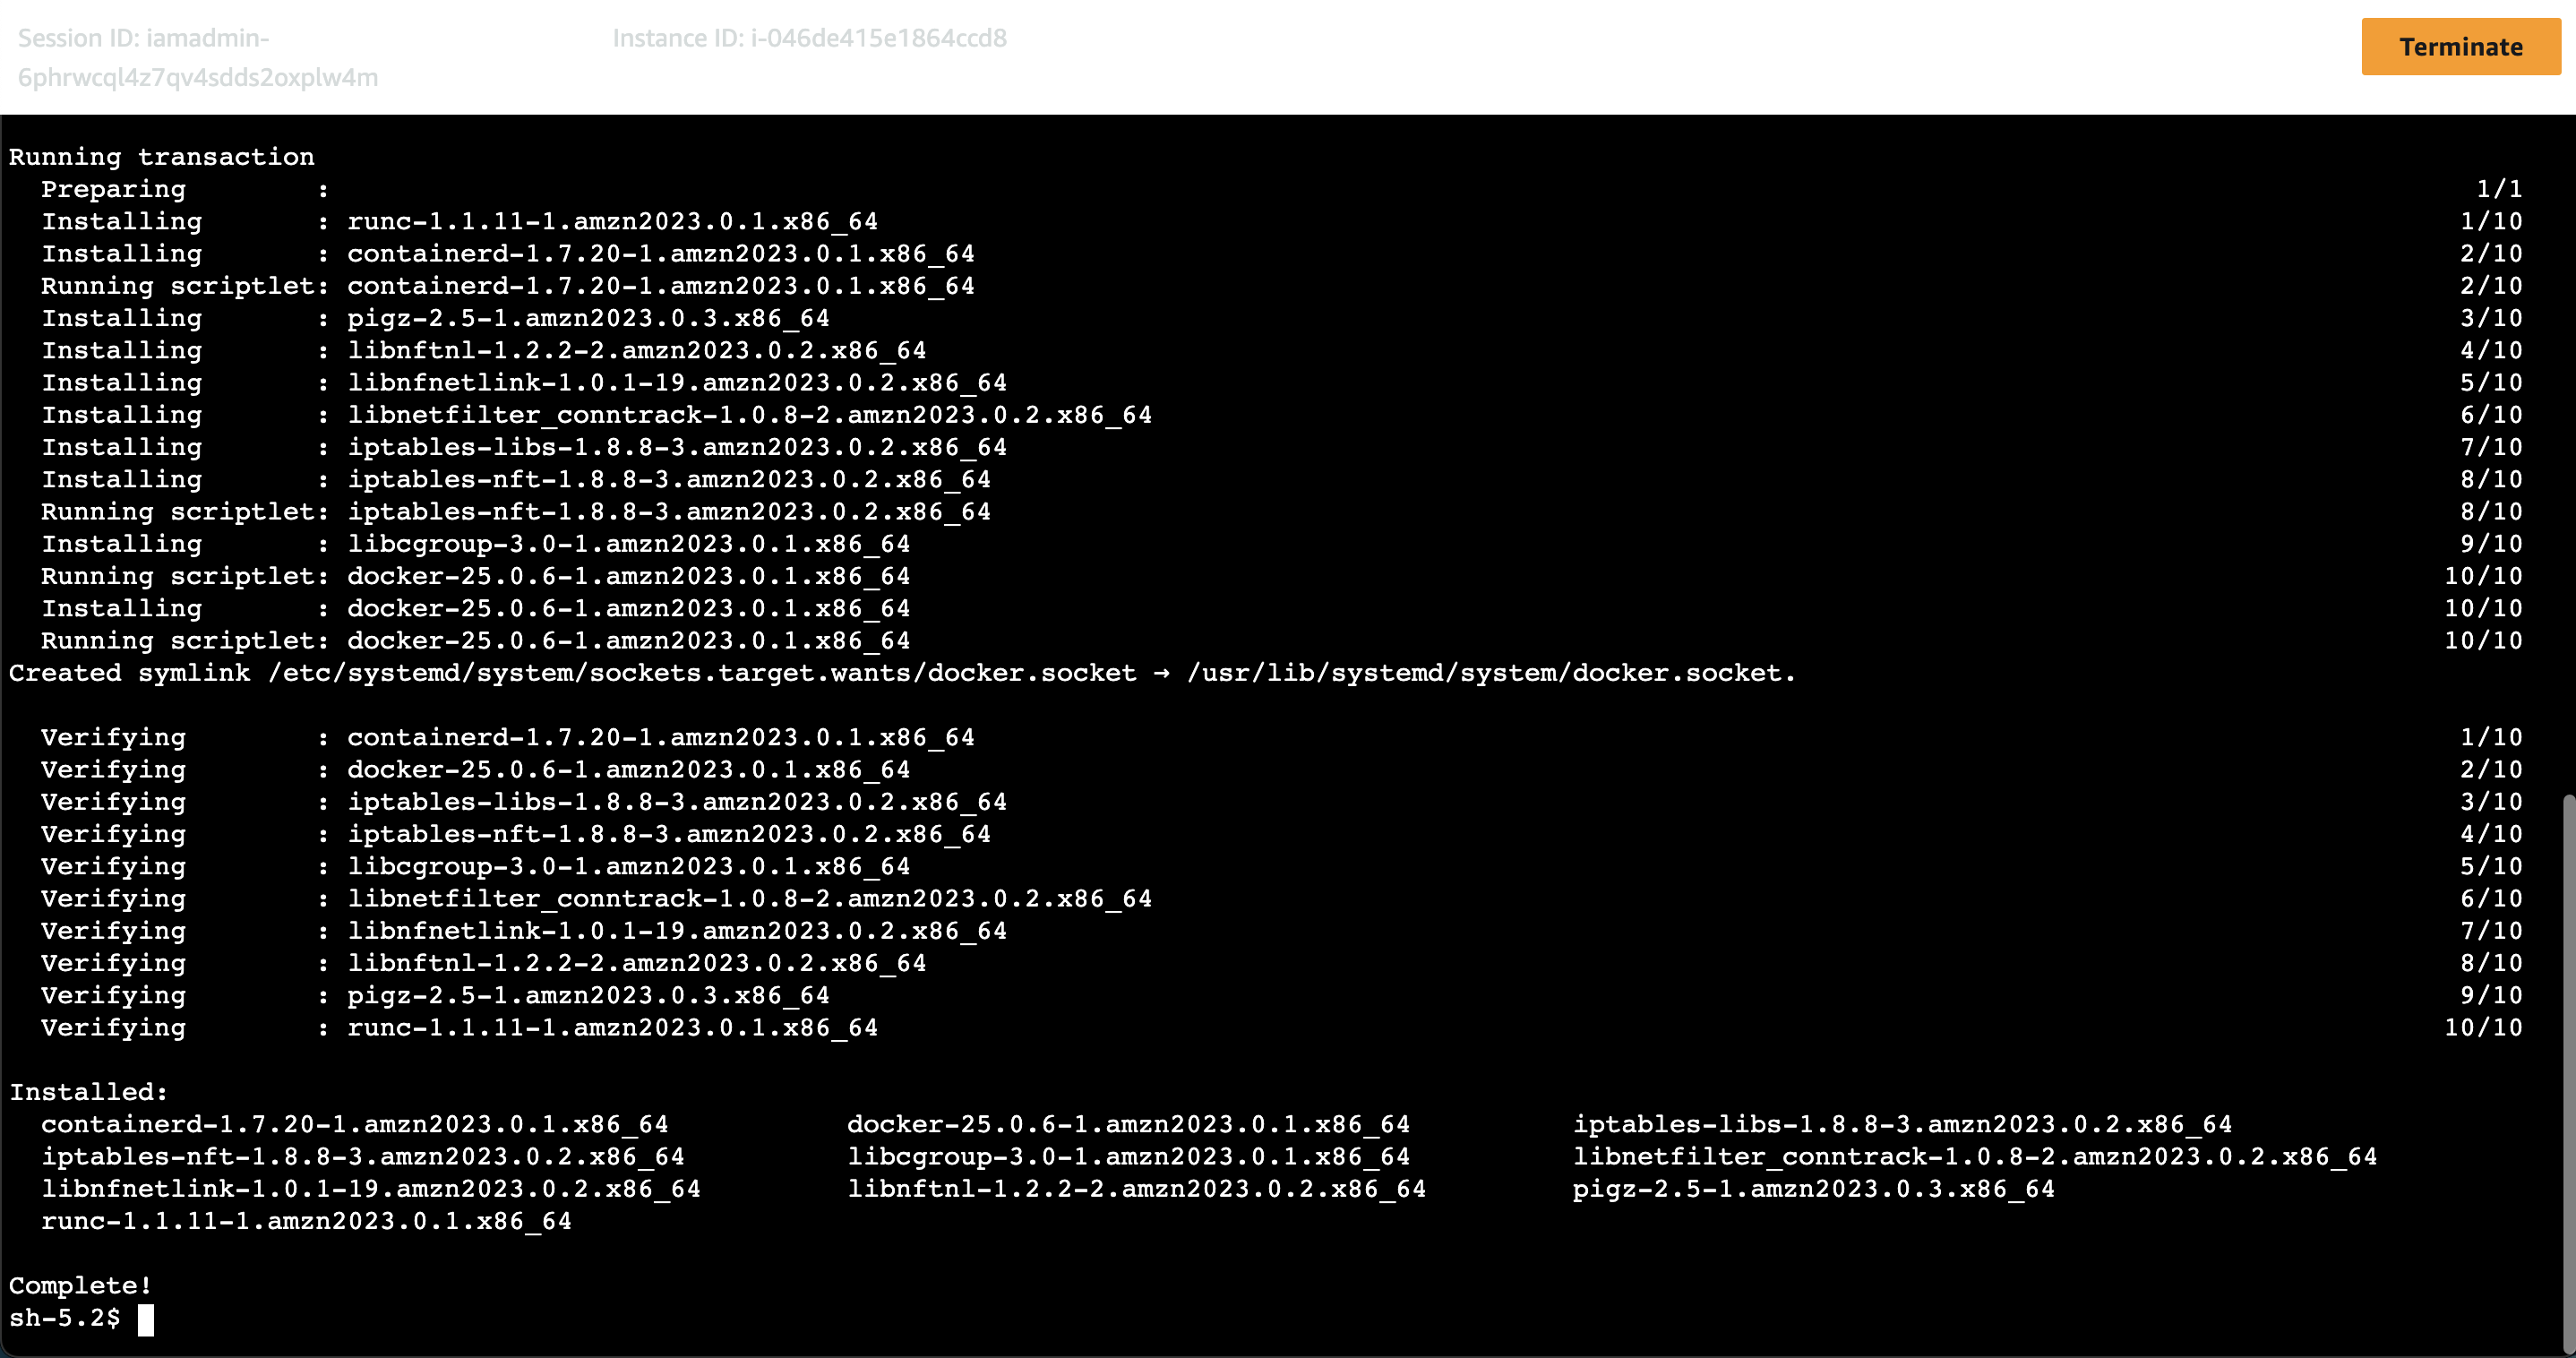 Session ID: iamadmin-
6phrwcql4z7qv4sdds2oxplw4m
Instance ID: i-046de415e1864ccd8
Terminate
Running transaction
  Preparing        :                                                                 1/1
  Installing       : runc-1.1.11-1.amzn2023.0.1.x86_64                              1/10
  Installing       : containerd-1.7.20-1.amzn2023.0.1.x86_64                        2/10
  Running scriptlet: containerd-1.7.20-1.amzn2023.0.1.x86_64                        2/10
  Installing       : pigz-2.5-1.amzn2023.0.3.x86_64                                 3/10
  Installing       : libnftnl-1.2.2-2.amzn2023.0.2.x86_64                           4/10
  Installing       : libnfnetlink-1.0.1-19.amzn2023.0.2.x86_64                      5/10
  Installing       : libnetfilter_conntrack-1.0.8-2.amzn2023.0.2.x86_64             6/10
  Installing       : iptables-libs-1.8.8-3.amzn2023.0.2.x86_64                      7/10
  Installing       : iptables-nft-1.8.8-3.amzn2023.0.2.x86_64                       8/10
  Running scriptlet: iptables-nft-1.8.8-3.amzn2023.0.2.x86_64                       8/10
  Installing       : libcgroup-3.0-1.amzn2023.0.1.x86_64                            9/10
  Running scriptlet: docker-25.0.6-1.amzn2023.0.1.x86_64                           10/10
  Installing       : docker-25.0.6-1.amzn2023.0.1.x86_64                           10/10
  Running scriptlet: docker-25.0.6-1.amzn2023.0.1.x86_64                           10/10
Created symlink /etc/systemd/system/sockets.target.wants/docker.socket → /usr/lib/systemd/system/docker.socket.
  Verifying        : containerd-1.7.20-1.amzn2023.0.1.x86_64                        1/10
  Verifying        : docker-25.0.6-1.amzn2023.0.1.x86_64                            2/10
  Verifying        : iptables-libs-1.8.8-3.amzn2023.0.2.x86_64                      3/10
  Verifying        : iptables-nft-1.8.8-3.amzn2023.0.2.x86_64                       4/10
  Verifying        : libcgroup-3.0-1.amzn2023.0.1.x86_64                            5/10
  Verifying        : libnetfilter_conntrack-1.0.8-2.amzn2023.0.2.x86_64             6/10
  Verifying        : libnfnetlink-1.0.1-19.amzn2023.0.2.x86_64                      7/10
  Verifying        : libnftnl-1.2.2-2.amzn2023.0.2.x86_64                           8/10
  Verifying        : pigz-2.5-1.amzn2023.0.3.x86_64                                 9/10
  Verifying        : runc-1.1.11-1.amzn2023.0.1.x86_64                             10/10
Installed:
  containerd-1.7.20-1.amzn2023.0.1.x86_64    docker-25.0.6-1.amzn2023.0.1.x86_64    iptables-libs-1.8.8-3.amzn2023.0.2.x86_64
  iptables-nft-1.8.8-3.amzn2023.0.2.x86_64    libcgroup-3.0-1.amzn2023.0.1.x86_64    libnetfilter_conntrack-1.0.8-2.amzn2023.0.2.x86_64
  libnfnetlink-1.0.1-19.amzn2023.0.2.x86_64    libnftnl-1.2.2-2.amzn2023.0.2.x86_64    pigz-2.5-1.amzn2023.0.3.x86_64
  runc-1.1.11-1.amzn2023.0.1.x86_64
Complete!
sh-5.2$